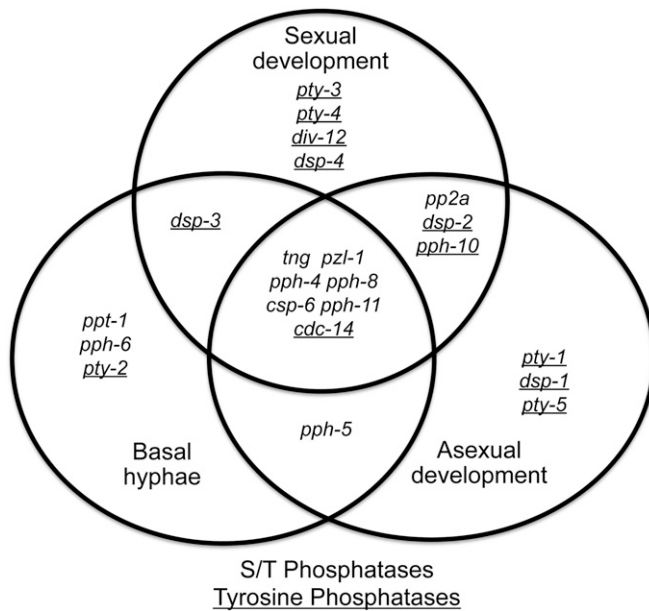 Sexual
development
pty-3
pty-4
div-12
dsp-4
dsp-3
pp2a
dsp-2
pph-10
tng pzl-1
pph-4 pph-8
csp-6 pph-11
cdc-14
ppt-1
pph-6
pty-2
pty-1
dsp-1
pty-5
pph-5
Basal
hyphae
Asexual
development
S/T Phosphatases
Tyrosine Phosphatases